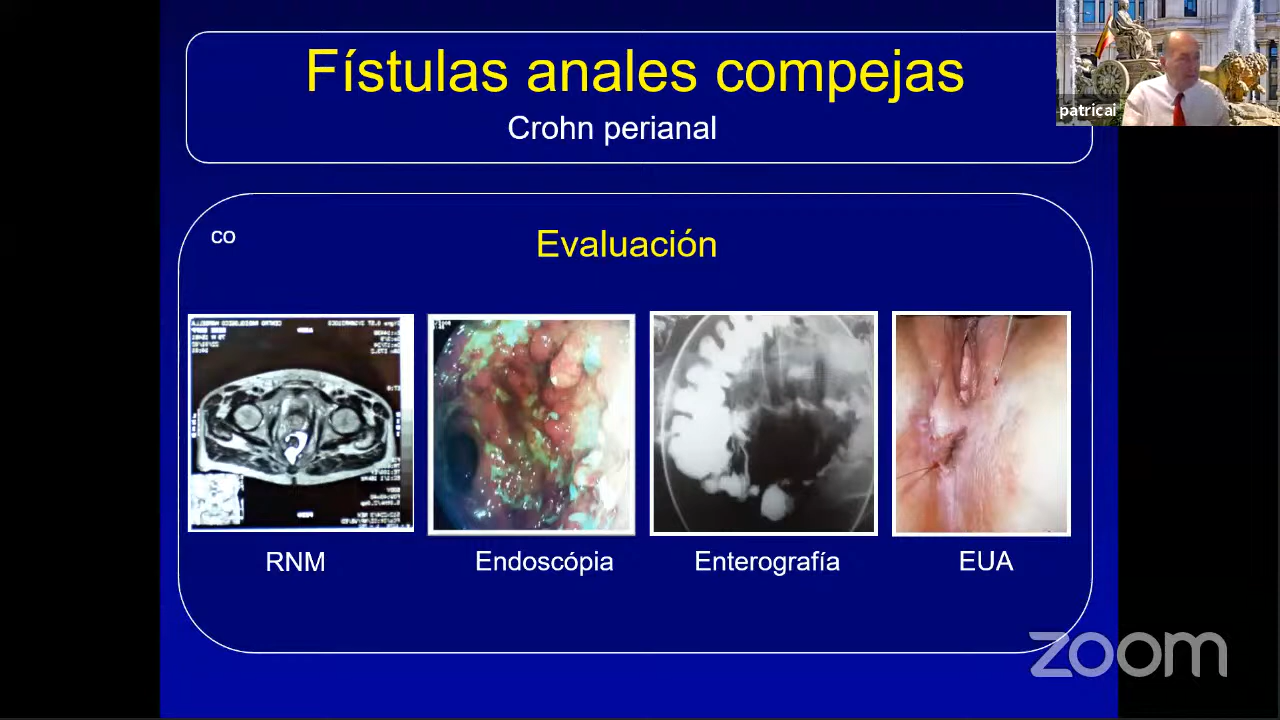 Fístulas anales compejas
Crohn perianal
patricai
co
Evaluación
RNM
Endoscópia
Enterografía
EUA
zoom